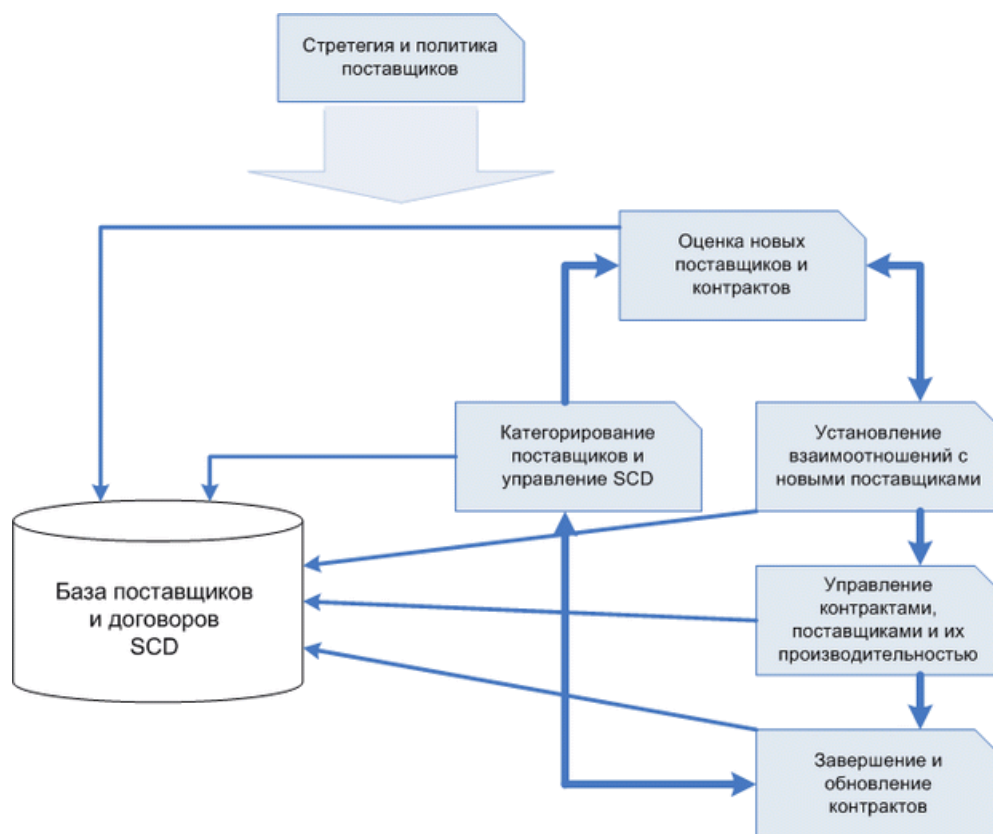 Стретегия и политика
поставщиков
Оценка новых
поставщиков и
контрактов
Категорирование
поставщиков и
управление SCD
Установление
взаимоотношений с
новыми поставщиками
База поставщиков
и договоров
SCD
Управление
контрактами,
поставщиками и их
производительностью
Завершение и
обновление
контрактов